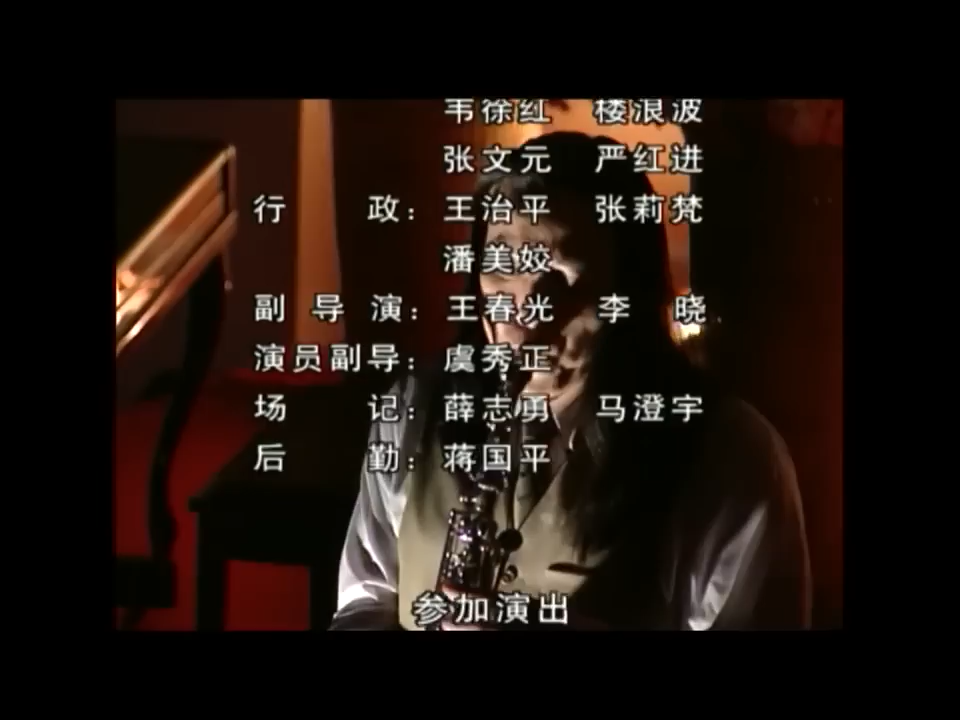 韦徐红 楼浪波
张文元 严红进
行 政：王治平 张莉梵
潘美姣
副 导 演：王春光 李 晓
演员副导：虞秀正
场 记：薛志勇 马澄宇
后 勤：蒋国平
参加演出